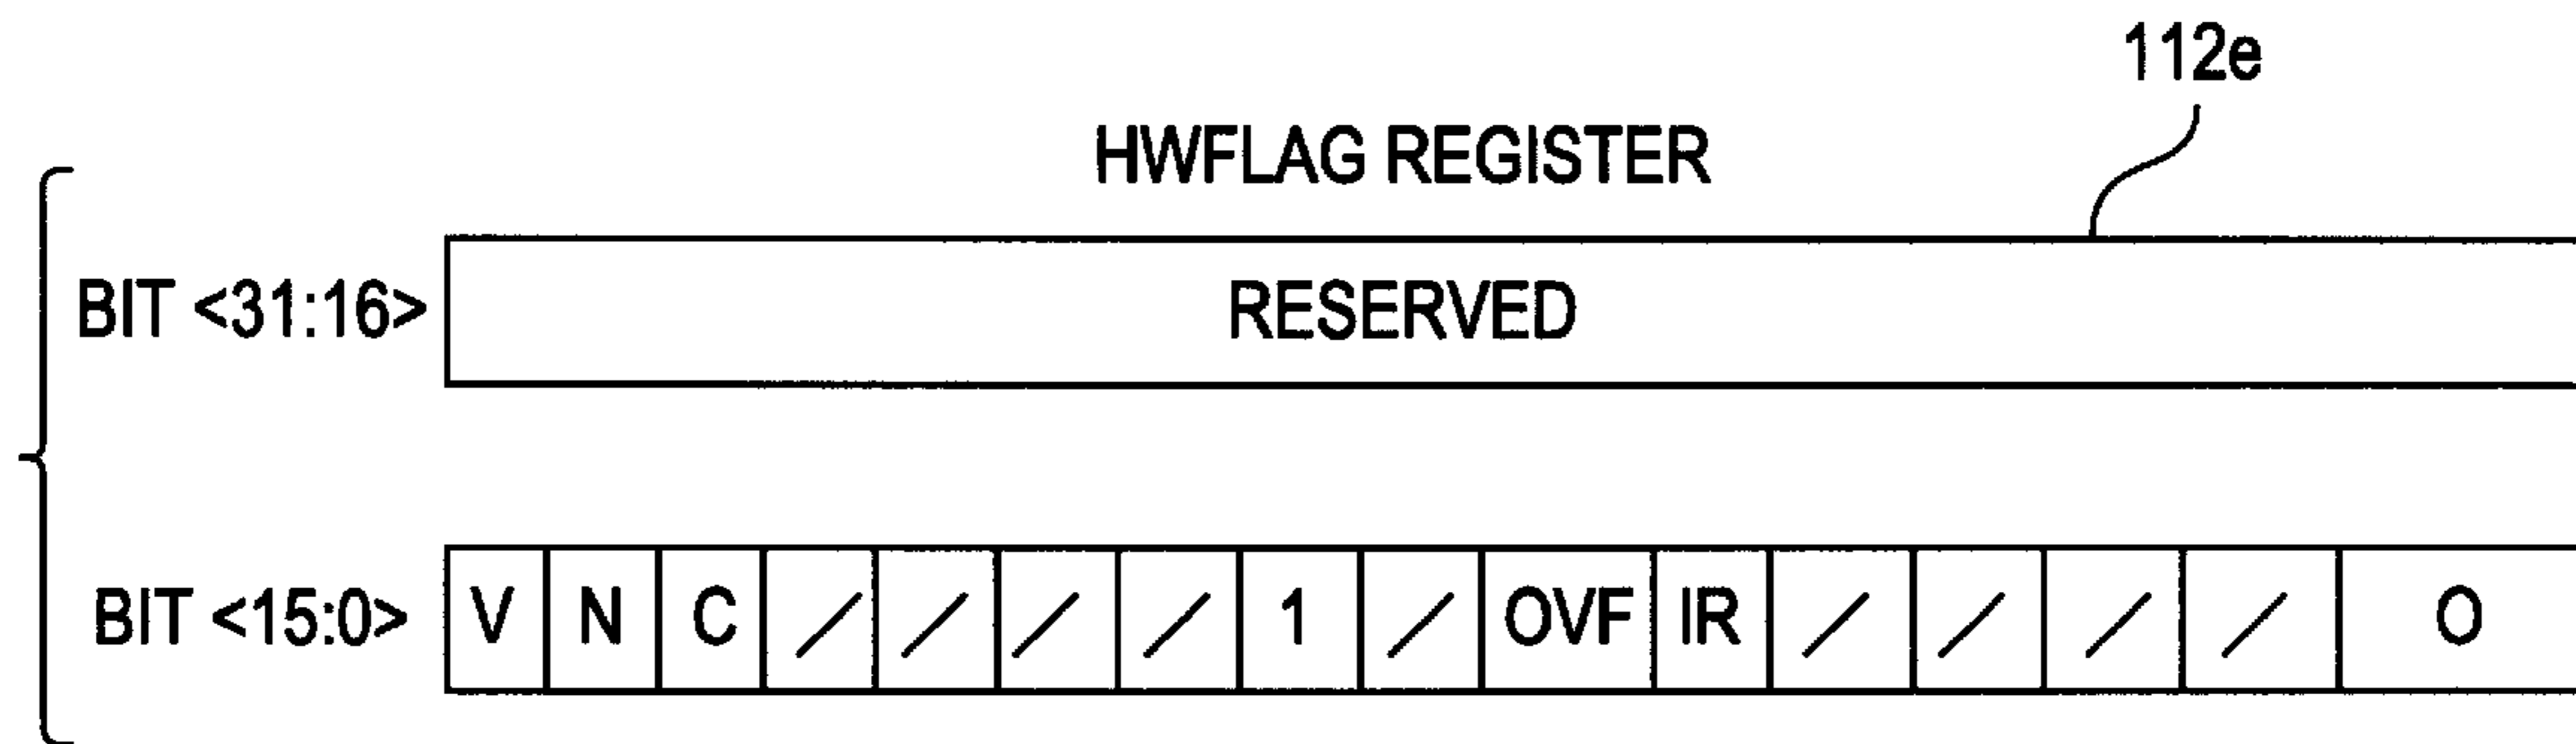 112e
HWFLAG REGISTER
BIT <31:16> RESERVED
BIT <15:0> V N C / / / / 1 / OVF IR / / / / O